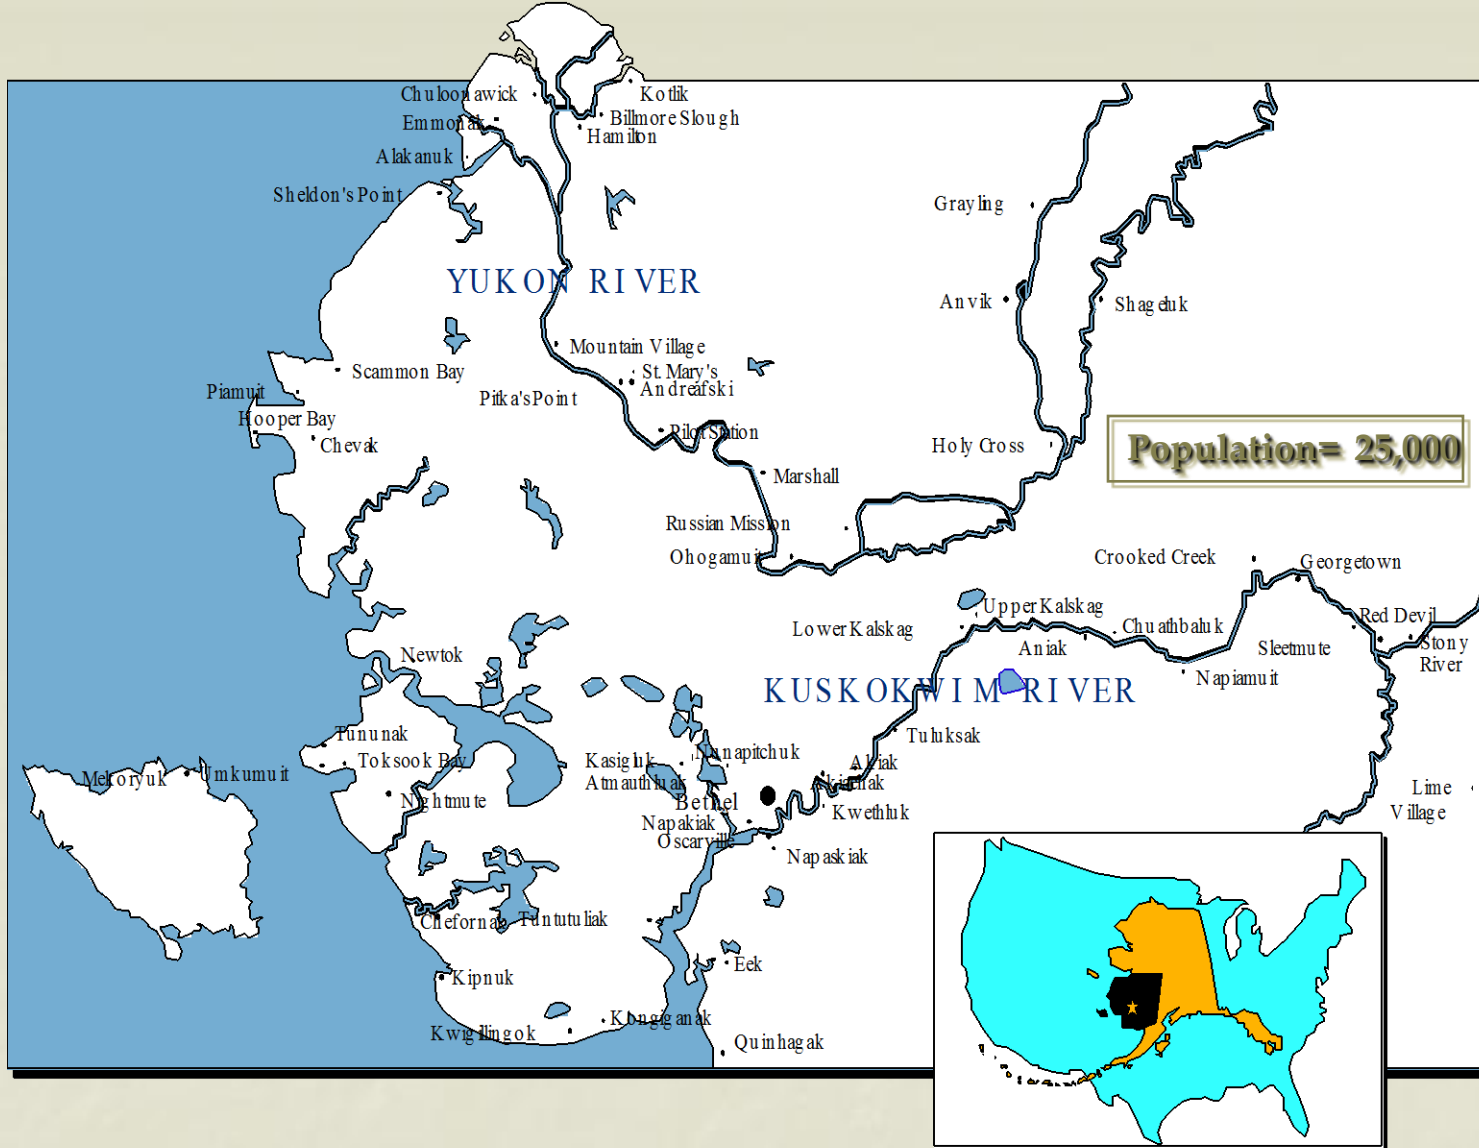 Chuloonawick
Kotlik
Billmore Slough
Emmonak
Hamilton
Alakanuk
Sheldon's Point
Grayling
YUKON RIVER
Anvik
Shageluk
Mountain Village
Scammon Bay
St. Mary's
Andreafski
Piamuit
Pitka's Point
Hooper Bay
Chevak
Pilot Station
Holy Cross
Population= 25,000
Marshall
Russian Mission
Ohogamuit
Crooked Creek
Georgetown
Upper Kalskag
Lower Kalskag
Chuathbaluk
Red Devil
Aniak
Sleetmute
Stony
River
Newtok
Napiamuit
KUSKOKWIM RIVER
Tununak
Tuluksak
Nunapitchuk
Kasigluk
Toksook Bay
Akiak
Mekoryuk
Umkumuit
Atmauthluak
Akiachak
Lime
Village
Nightmute
Bethel
Kwethluk
Napakiak
Oscarville
Napaskiak
Chefornak
Tuntutuliak
Eek
Kipnuk
Kongiganak
Kwigillingok
Quinhagak